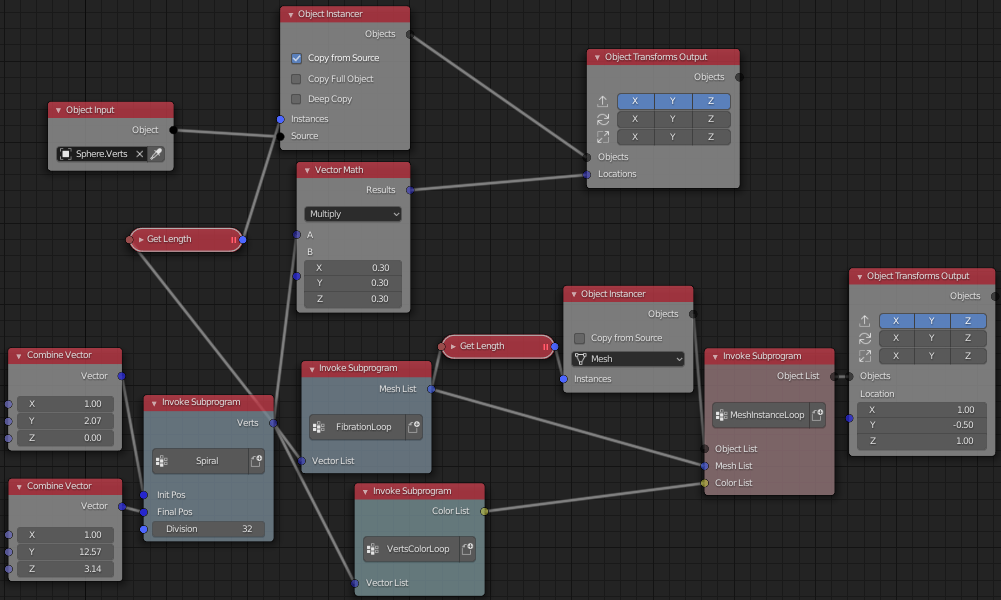 Object Instancer
Objects
Copy from Source
Copy Full Object
Deep Copy
Instances
Source
Object Input
Object
Sphere.Verts
Object Transforms Output
Objects
X Y Z
X Y Z
X Y Z
Objects
Locations
Vector Math
Results
Multiply
A
B
X 0.30
Y 0.30
Z 0.30
Get Length
Object Instancer
Objects
Copy from Source
Mesh
Instances
Object Transforms Output
Objects
X Y Z
X Y Z
X Y Z
Objects
Location
X 1.00
Y -0.50
Z 1.00
Get Length
Combine Vector
Vector
X 1.00
Y 2.07
Z 0.00
Invoke Subprogram
Verts
Spiral
Init Pos
Final Pos
Division 32
Invoke Subprogram
Mesh List
FibrationLoop
Vector List
Invoke Subprogram
Object List
MeshInstanceLoop
Object List
Mesh List
Color List
Combine Vector
Vector
X 1.00
Y 12.57
Z 3.14
Invoke Subprogram
Color List
VertsColorLoop
Vector List